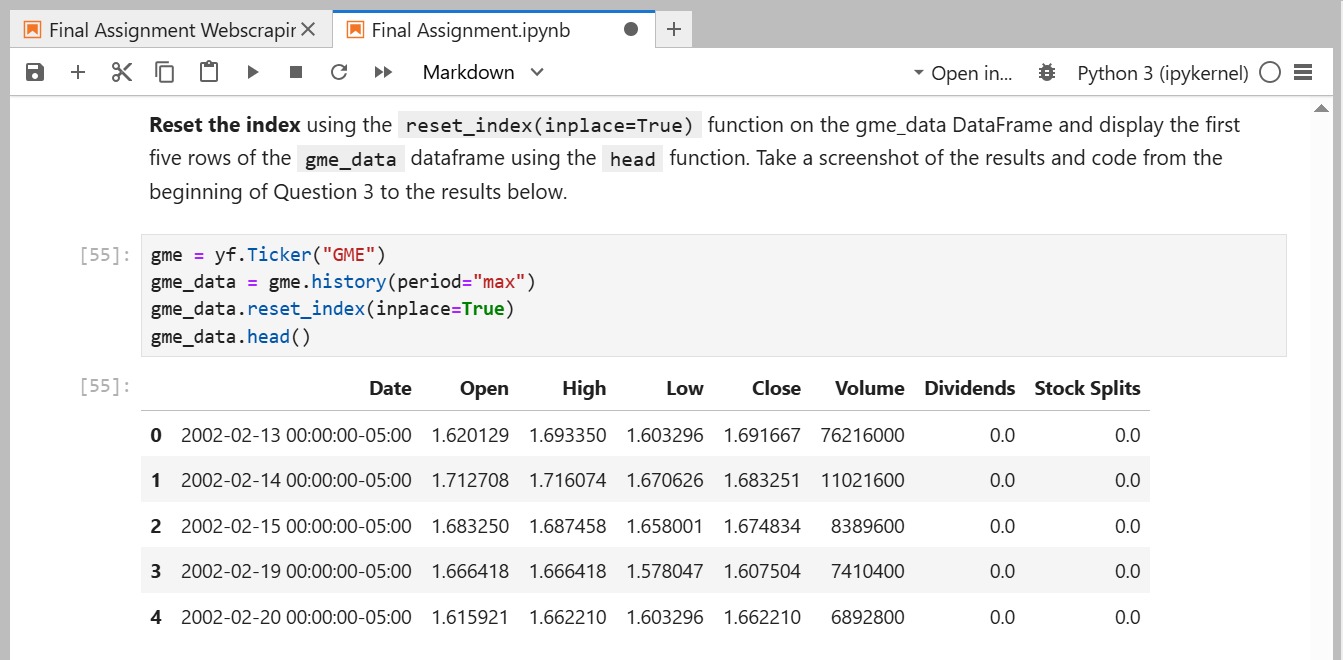 Final Assignment Webscrapir
Final Assignment.ipynb
Markdown
Open in...
Python 3 (ipykernel)
Reset the index using the reset_index(inplace=True) function on the gme_data DataFrame and display the first
five rows of the gme_data dataframe using the head function. Take a screenshot of the results and code from the
beginning of Question 3 to the results below.
[55]:
gme = yf.Ticker("GME")
gme_data = gme.history(period="max")
gme_data.reset_index(inplace=True)
gme_data.head()
[55]:
Date Open High Low Close Volume Dividends Stock Splits
0 2002-02-13 00:00:00-05:00 1.620129 1.693350 1.603296 1.691667 76216000 0.0 0.0
1 2002-02-14 00:00:00-05:00 1.712708 1.716074 1.670626 1.683251 11021600 0.0 0.0
2 2002-02-15 00:00:00-05:00 1.683250 1.687458 1.658001 1.674834 8389600 0.0 0.0
3 2002-02-19 00:00:00-05:00 1.666418 1.666418 1.578047 1.607504 7410400 0.0 0.0
4 2002-02-20 00:00:00-05:00 1.615921 1.662210 1.603296 1.662210 6892800 0.0 0.0